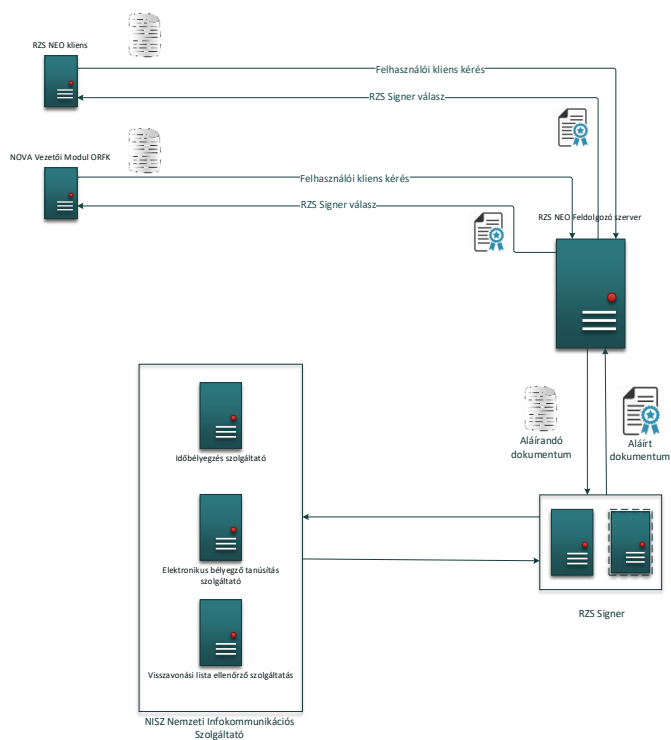 RZS NEO kliens
Felhasználói kliens kérés
RZS Signer válasz
NOVA Vezetői Modul ORFK
Felhasználói kliens kérés
RZS Signer válasz
RZS NEO Feldolgozó szerver
Aláírandó
dokumentum
Aláírt
dokumentum
Időbélyegzés szolgáltató
Elektronikus bélyegző tanúsítás
szolgáltató
RZS Signer
Visszavonási lista ellenőrző szolgáltatás
NISZ Nemzeti Infokommunikációs
Szolgáltató